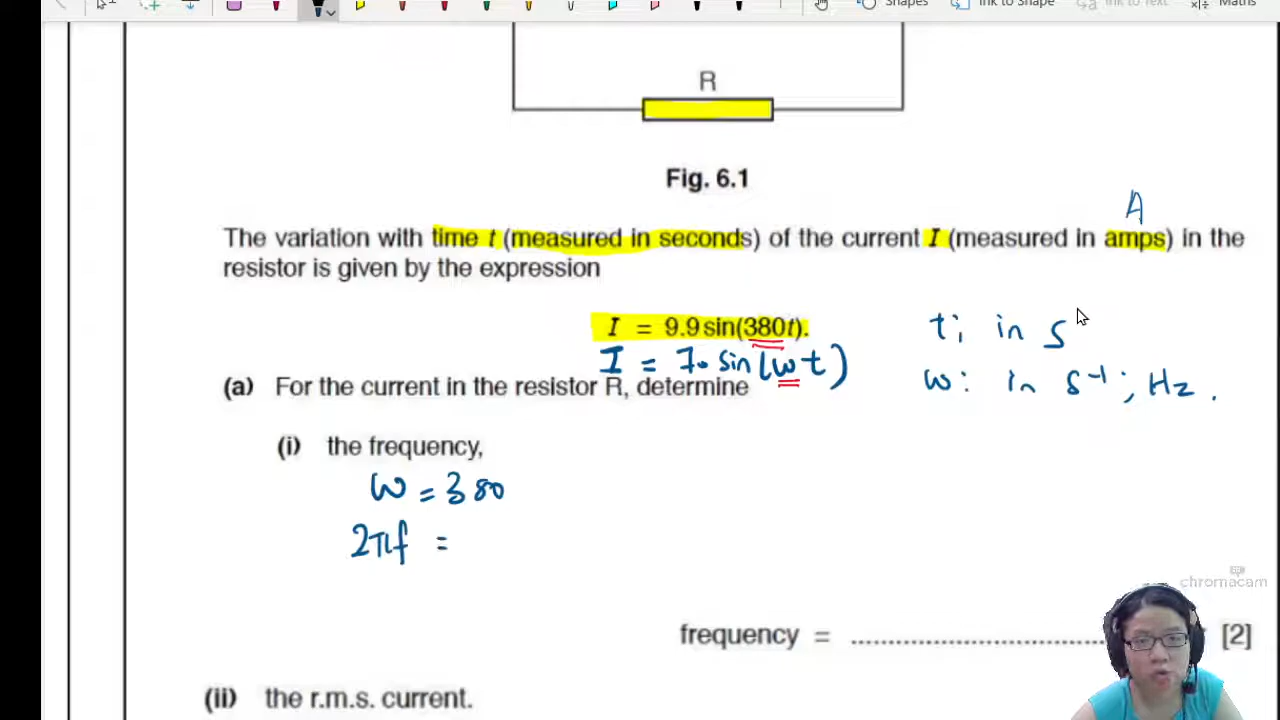 Shapes Ink to Shape Ink to Text Maths
R
Fig. 6.1
A
The variation with time t (measured in seconds) of the current I (measured in amps) in the
resistor is given by the expression
I = 9.9 sin(380t).
t; in s
I = I₀ sin(ωt)
ω: in s⁻¹; Hz.
(a) For the current in the resistor R, determine
(i) the frequency,
ω = 380
2πf =
chromacam
frequency = ................................. [2]
(ii) the r.m.s. current.